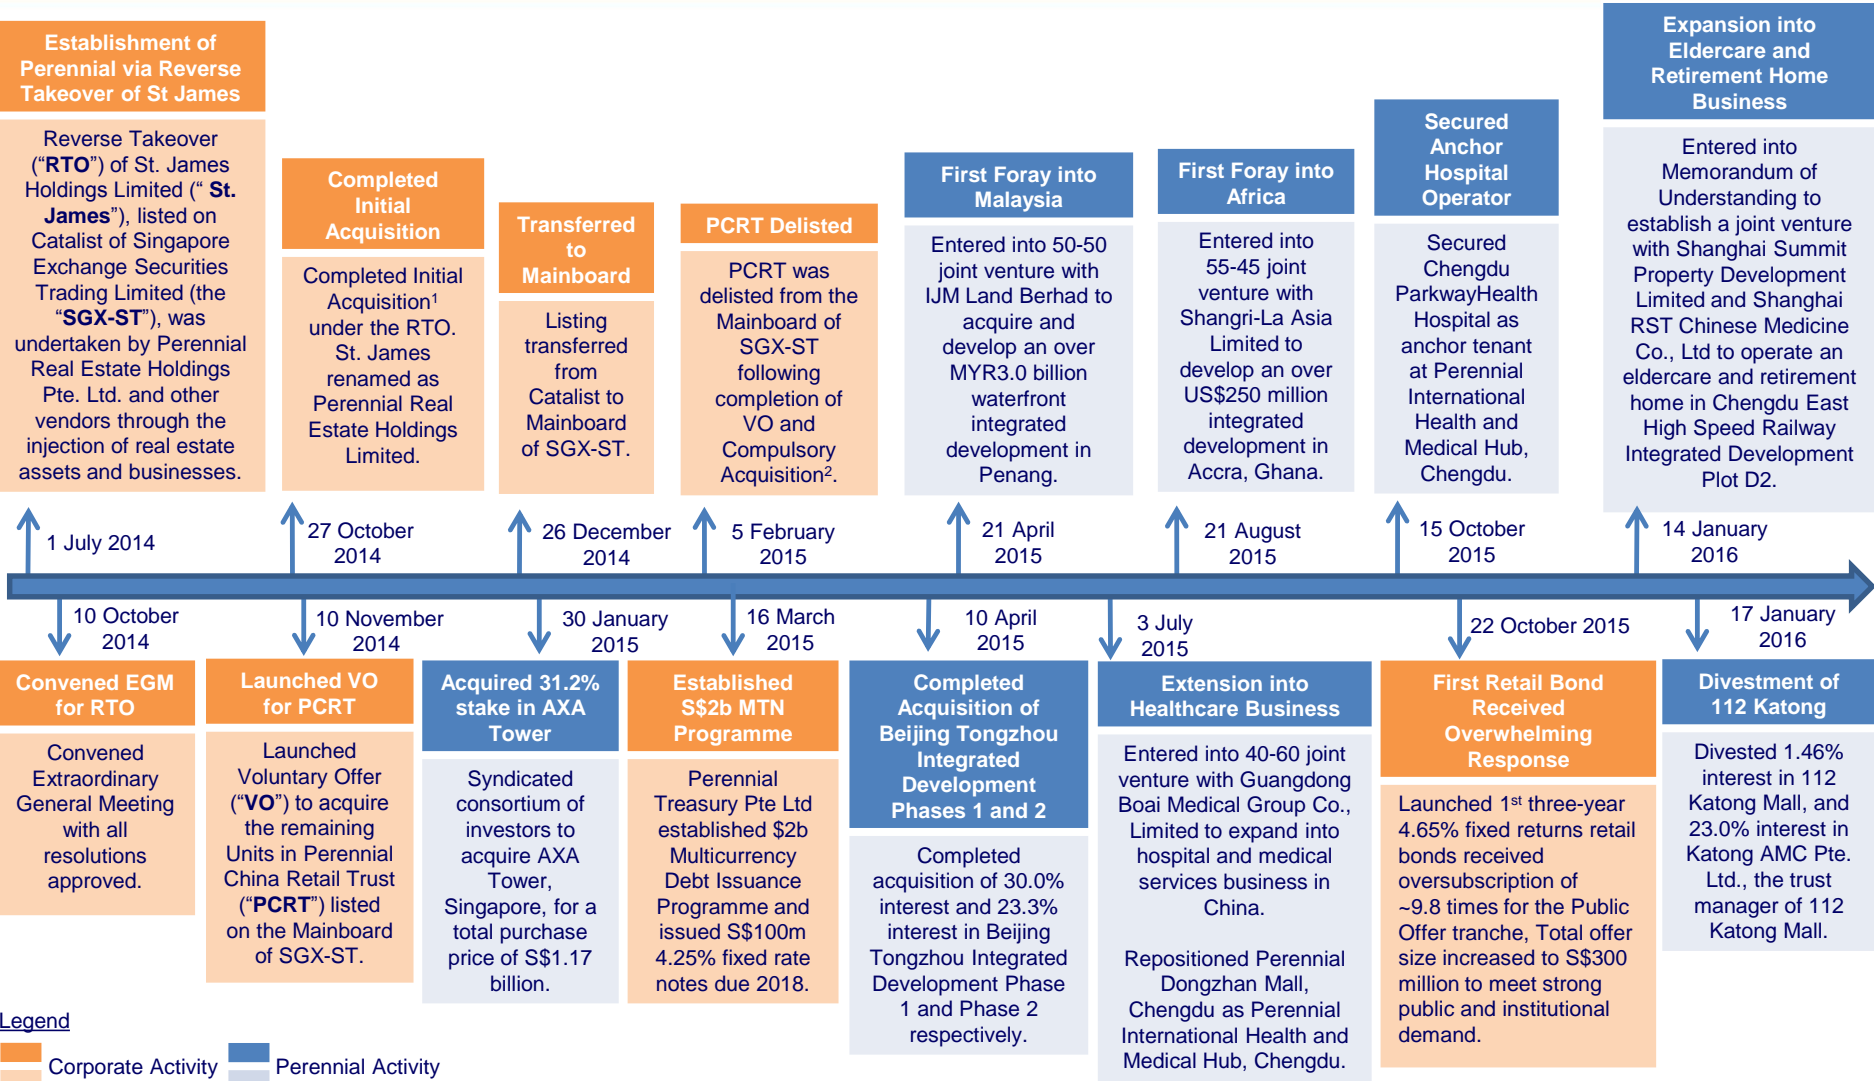 Establishment of
Perennial via Reverse
Takeover of St James
Reverse Takeover
(“RTO”) of St. James
Holdings Limited (“ St.
James”), listed on
Catalist of Singapore
Exchange Securities
Trading Limited (the
“SGX-ST”), was
undertaken by Perennial
Real Estate Holdings
Pte. Ltd. and other
vendors through the
injection of real estate
assets and businesses.
1 July 2014
Completed
Initial
Acquisition
Completed Initial
Acquisition1
under the RTO.
St. James
renamed as
Perennial Real
Estate Holdings
Limited.
27 October
2014
Transferred
to
Mainboard
Listing
transferred
from
Catalist to
Mainboard
of SGX-ST.
26 December
2014
PCRT Delisted
PCRT was
delisted from the
Mainboard of
SGX-ST
following
completion of
VO and
Compulsory
Acquisition2.
5 February
2015
First Foray into
Malaysia
Entered into 50-50
joint venture with
IJM Land Berhad to
acquire and
develop an over
MYR3.0 billion
waterfront
integrated
development in
Penang.
21 April
2015
First Foray into
Africa
Entered into
55-45 joint
venture with
Shangri-La Asia
Limited to
develop an over
US$250 million
integrated
development in
Accra, Ghana.
21 August
2015
Secured
Anchor
Hospital
Operator
Secured
Chengdu
ParkwayHealth
Hospital as
anchor tenant
at Perennial
International
Health and
Medical Hub,
Chengdu.
15 October
2015
Expansion into
Eldercare and
Retirement Home
Business
Entered into
Memorandum of
Understanding to
establish a joint venture
with Shanghai Summit
Property Development
Limited and Shanghai
RST Chinese Medicine
Co., Ltd to operate an
eldercare and retirement
home in Chengdu East
High Speed Railway
Integrated Development
Plot D2.
14 January
2016
10 October
2014
Convened EGM
for RTO
Convened
Extraordinary
General Meeting
with all
resolutions
approved.
10 November
2014
Launched VO
for PCRT
Launched
Voluntary Offer
(“VO”) to acquire
the remaining
Units in Perennial
China Retail Trust
(“PCRT”) listed
on the Mainboard
of SGX-ST.
30 January
2015
Acquired 31.2%
stake in AXA
Tower
Syndicated
consortium of
investors to
acquire AXA
Tower,
Singapore, for a
total purchase
price of S$1.17
billion.
16 March
2015
Established
S$2b MTN
Programme
Perennial
Treasury Pte Ltd
established $2b
Multicurrency
Debt Issuance
Programme and
issued S$100m
4.25% fixed rate
notes due 2018.
10 April
2015
Completed
Acquisition of
Beijing Tongzhou
Integrated
Development
Phases 1 and 2
Completed
acquisition of 30.0%
interest and 23.3%
interest in Beijing
Tongzhou Integrated
Development Phase
1 and Phase 2
respectively.
3 July
2015
Extension into
Healthcare Business
Entered into 40-60 joint
venture with Guangdong
Boai Medical Group Co.,
Limited to expand into
hospital and medical
services business in
China.
Repositioned Perennial
Dongzhan Mall,
Chengdu as Perennial
International Health and
Medical Hub, Chengdu.
22 October 2015
First Retail Bond
Received
Overwhelming
Response
Launched 1st three-year
4.65% fixed returns retail
bonds received
oversubscription of
~9.8 times for the Public
Offer tranche, Total offer
size increased to S$300
million to meet strong
public and institutional
demand.
17 January
2016
Divestment of
112 Katong
Divested 1.46%
interest in 112
Katong Mall, and
23.0% interest in
Katong AMC Pte.
Ltd., the trust
manager of 112
Katong Mall.
Legend
Corporate Activity
Perennial Activity